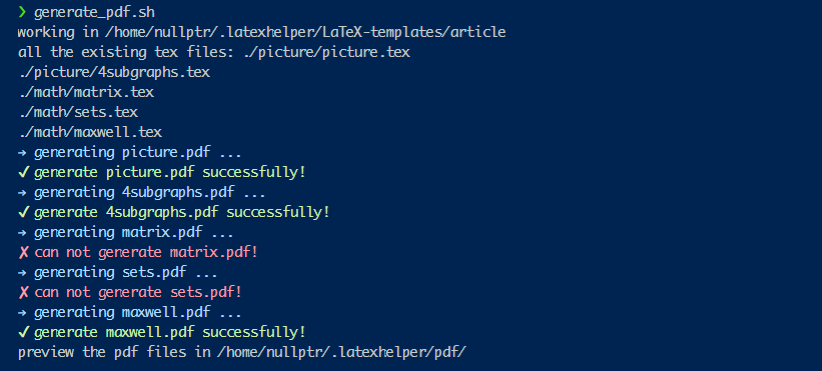 ❯ generate_pdf.sh
working in /home/nullptr/.latexhelper/LaTeX-templates/article
all the existing tex files: ./picture/picture.tex
./picture/4subgraphs.tex
./math/matrix.tex
./math/sets.tex
./math/maxwell.tex
→ generating picture.pdf ...
✓ generate picture.pdf successfully!
→ generating 4subgraphs.pdf ...
✓ generate 4subgraphs.pdf successfully!
→ generating matrix.pdf ...
✗ can not generate matrix.pdf!
→ generating sets.pdf ...
✗ can not generate sets.pdf!
→ generating maxwell.pdf ...
✓ generate maxwell.pdf successfully!
preview the pdf files in /home/nullptr/.latexhelper/pdf/